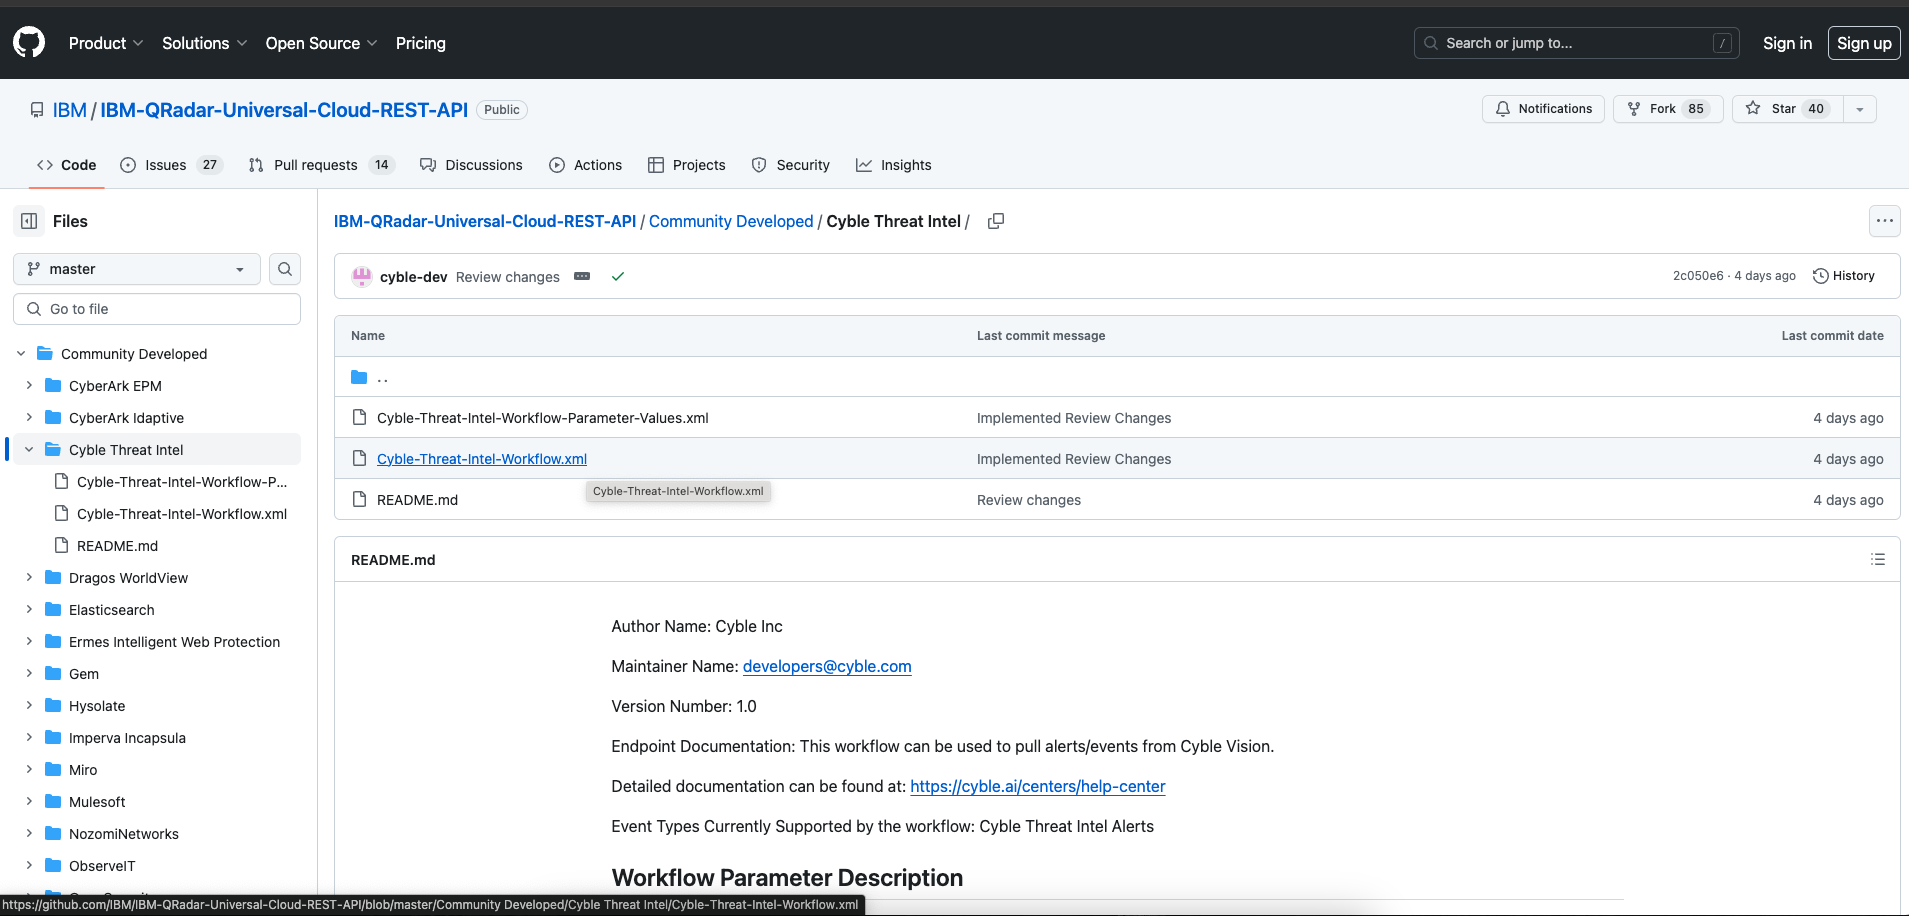 Product Solutions Open Source Pricing Search or jump to... / Sign in Sign up
IBM / IBM-QRadar-Universal-Cloud-REST-API Public Notifications Fork 85 Star 40
Code Issues 27 Pull requests 14 Discussions Actions Projects Security Insights
Files
master
Go to file
Community Developed
CyberArk EPM
CyberArk Idaptive
Cyble Threat Intel
Cyble-Threat-Intel-Workflow-P...
Cyble-Threat-Intel-Workflow.xml
README.md
Dragos WorldView
Elasticsearch
Ermes Intelligent Web Protection
Gem
Hysolate
Imperva Incapsula
Miro
Mulesoft
NozomiNetworks
ObserveIT
IBM-QRadar-Universal-Cloud-REST-API / Community Developed / Cyble Threat Intel /
cyble-dev Review changes 2c050e6 · 4 days ago History
Name Last commit message Last commit date
..
Cyble-Threat-Intel-Workflow-Parameter-Values.xml Implemented Review Changes 4 days ago
Cyble-Threat-Intel-Workflow.xml Implemented Review Changes 4 days ago
Cyble-Threat-Intel-Workflow.xml
README.md Review changes 4 days ago
README.md
Author Name: Cyble Inc
Maintainer Name: developers@cyble.com
Version Number: 1.0
Endpoint Documentation: This workflow can be used to pull alerts/events from Cyble Vision.
Detailed documentation can be found at: https://cyble.ai/centers/help-center
Event Types Currently Supported by the workflow: Cyble Threat Intel Alerts
Workflow Parameter Description
https://github.com/IBM/IBM-QRadar-Universal-Cloud-REST-API/blob/master/Community Developed/Cyble Threat Intel/Cyble-Threat-Intel-Workflow.xml